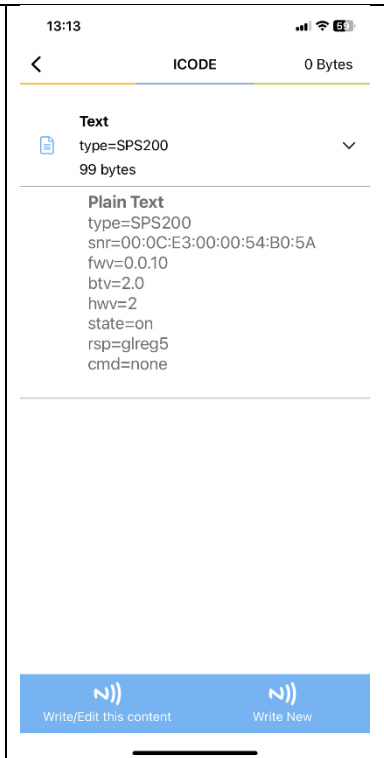 13:13
59
ICODE
0 Bytes
Text
type=SPS200
99 bytes
Plain Text
type=SPS200
snr=00:0C:E3:00:00:54:B0:5A
fwv=0.0.10
btv=2.0
hwv=2
state=on
rsp=glreg5
cmd=none
Write/Edit this content
Write New